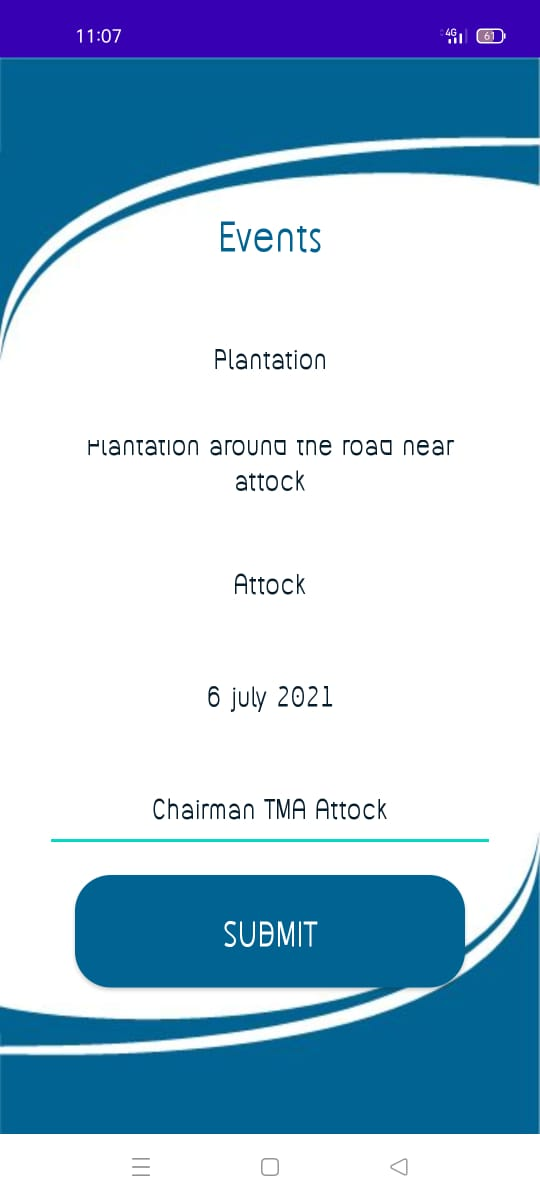 11:07
4G
61
Events
Plantation
Plantation around the road near
attock
Attock
6 july 2021
Chairman TMA Attock
SUBMIT